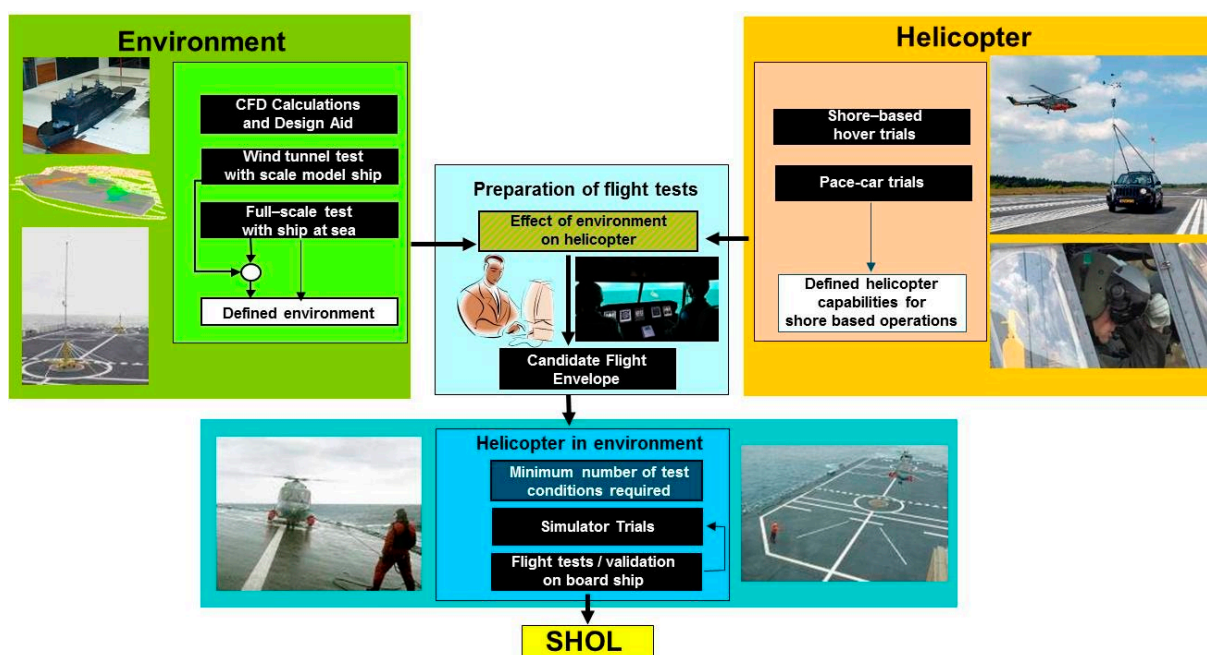 Environment
CFD Calculations
and Design Aid
Wind tunnel test
with scale model ship
Full–scale test
with ship at sea
Defined environment
Preparation of flight tests
Effect of environment
on helicopter
Candidate Flight
Envelope
Helicopter
Shore–based
hover trials
Pace-car trials
Defined helicopter
capabilities for
shore based operations
Helicopter in environment
Minimum number of test
conditions required
Simulator Trials
Flight tests / validation
on board ship
SHOL